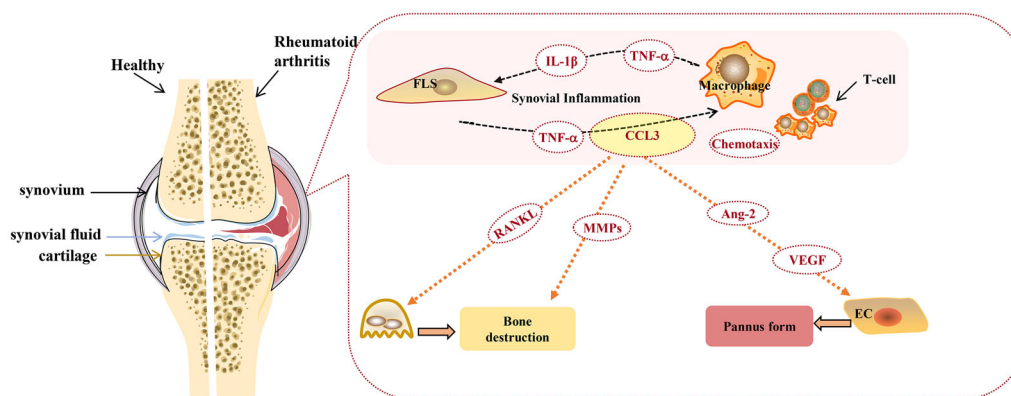 Healthy
Rheumatoid
arthritis
synovium
synovial fluid
cartilage
IL-1β
TNF-α
FLS
Synovial Inflammation
Macrophage
T-cell
TNF-α
CCL3
Chemotaxis
RANKL
MMPs
Ang-2
VEGF
Bone
destruction
Pannus form
EC